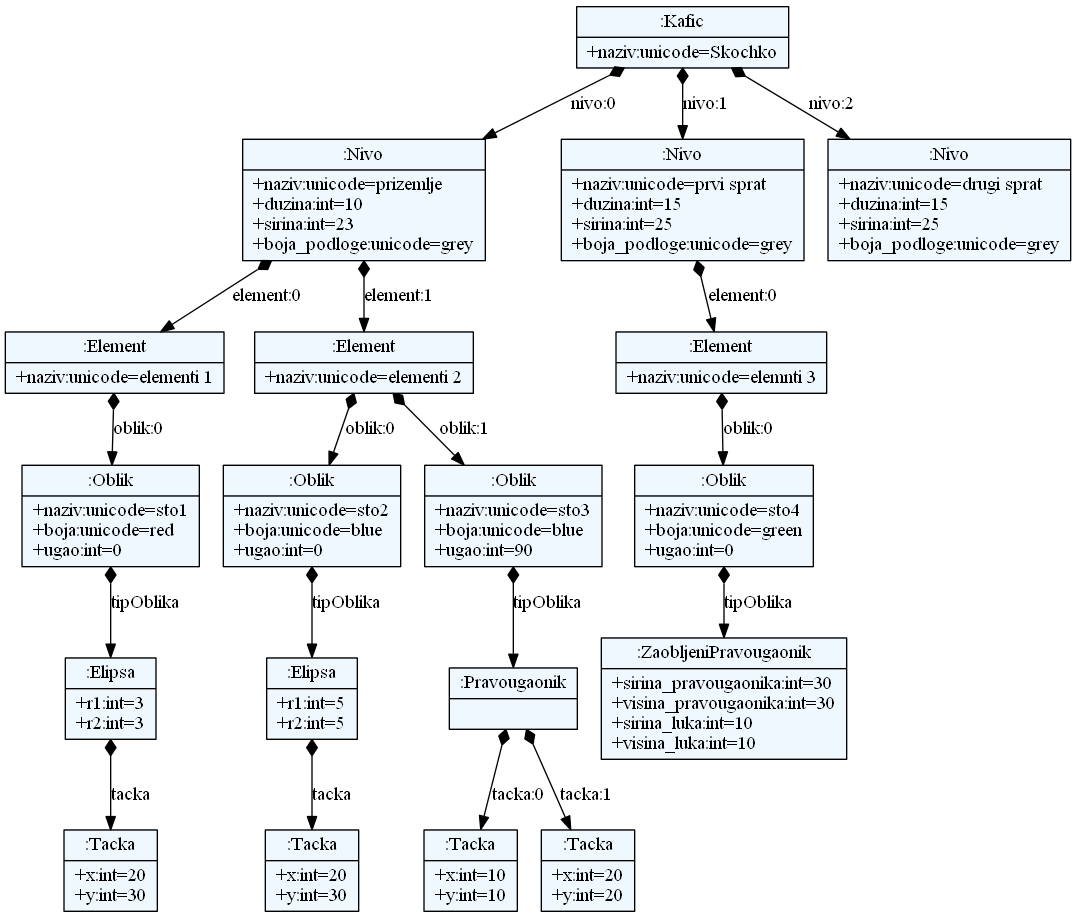 :Kafic
+naziv:unicode=Skochko
nivo:0
nivo:1
nivo:2
:Nivo
+naziv:unicode=prizemlje
+duzina:int=10
+sirina:int=23
+boja_podloge:unicode=grey
:Nivo
+naziv:unicode=prvi sprat
+duzina:int=15
+sirina:int=25
+boja_podloge:unicode=grey
:Nivo
+naziv:unicode=drugi sprat
+duzina:int=15
+sirina:int=25
+boja_podloge:unicode=grey
element:0
element:1
element:0
:Element
+naziv:unicode=elementi 1
:Element
+naziv:unicode=elementi 2
:Element
+naziv:unicode=elemnti 3
oblik:0
oblik:0
oblik:1
oblik:0
:Oblik
+naziv:unicode=sto1
+boja:unicode=red
+ugao:int=0
:Oblik
+naziv:unicode=sto2
+boja:unicode=blue
+ugao:int=0
:Oblik
+naziv:unicode=sto3
+boja:unicode=blue
+ugao:int=90
:Oblik
+naziv:unicode=sto4
+boja:unicode=green
+ugao:int=0
tipOblika
tipOblika
tipOblika
tipOblika
:Elipsa
+r1:int=3
+r2:int=3
:Elipsa
+r1:int=5
+r2:int=5
:Pravougaonik
:ZaobljeniPravougaonik
+sirina_pravougaonika:int=30
+visina_pravougaonika:int=30
+sirina_luka:int=10
+visina_luka:int=10
tacka
tacka
tacka:0
tacka:1
:Tacka
+x:int=20
+y:int=30
:Tacka
+x:int=20
+y:int=30
:Tacka
+x:int=10
+y:int=10
:Tacka
+x:int=20
+y:int=20